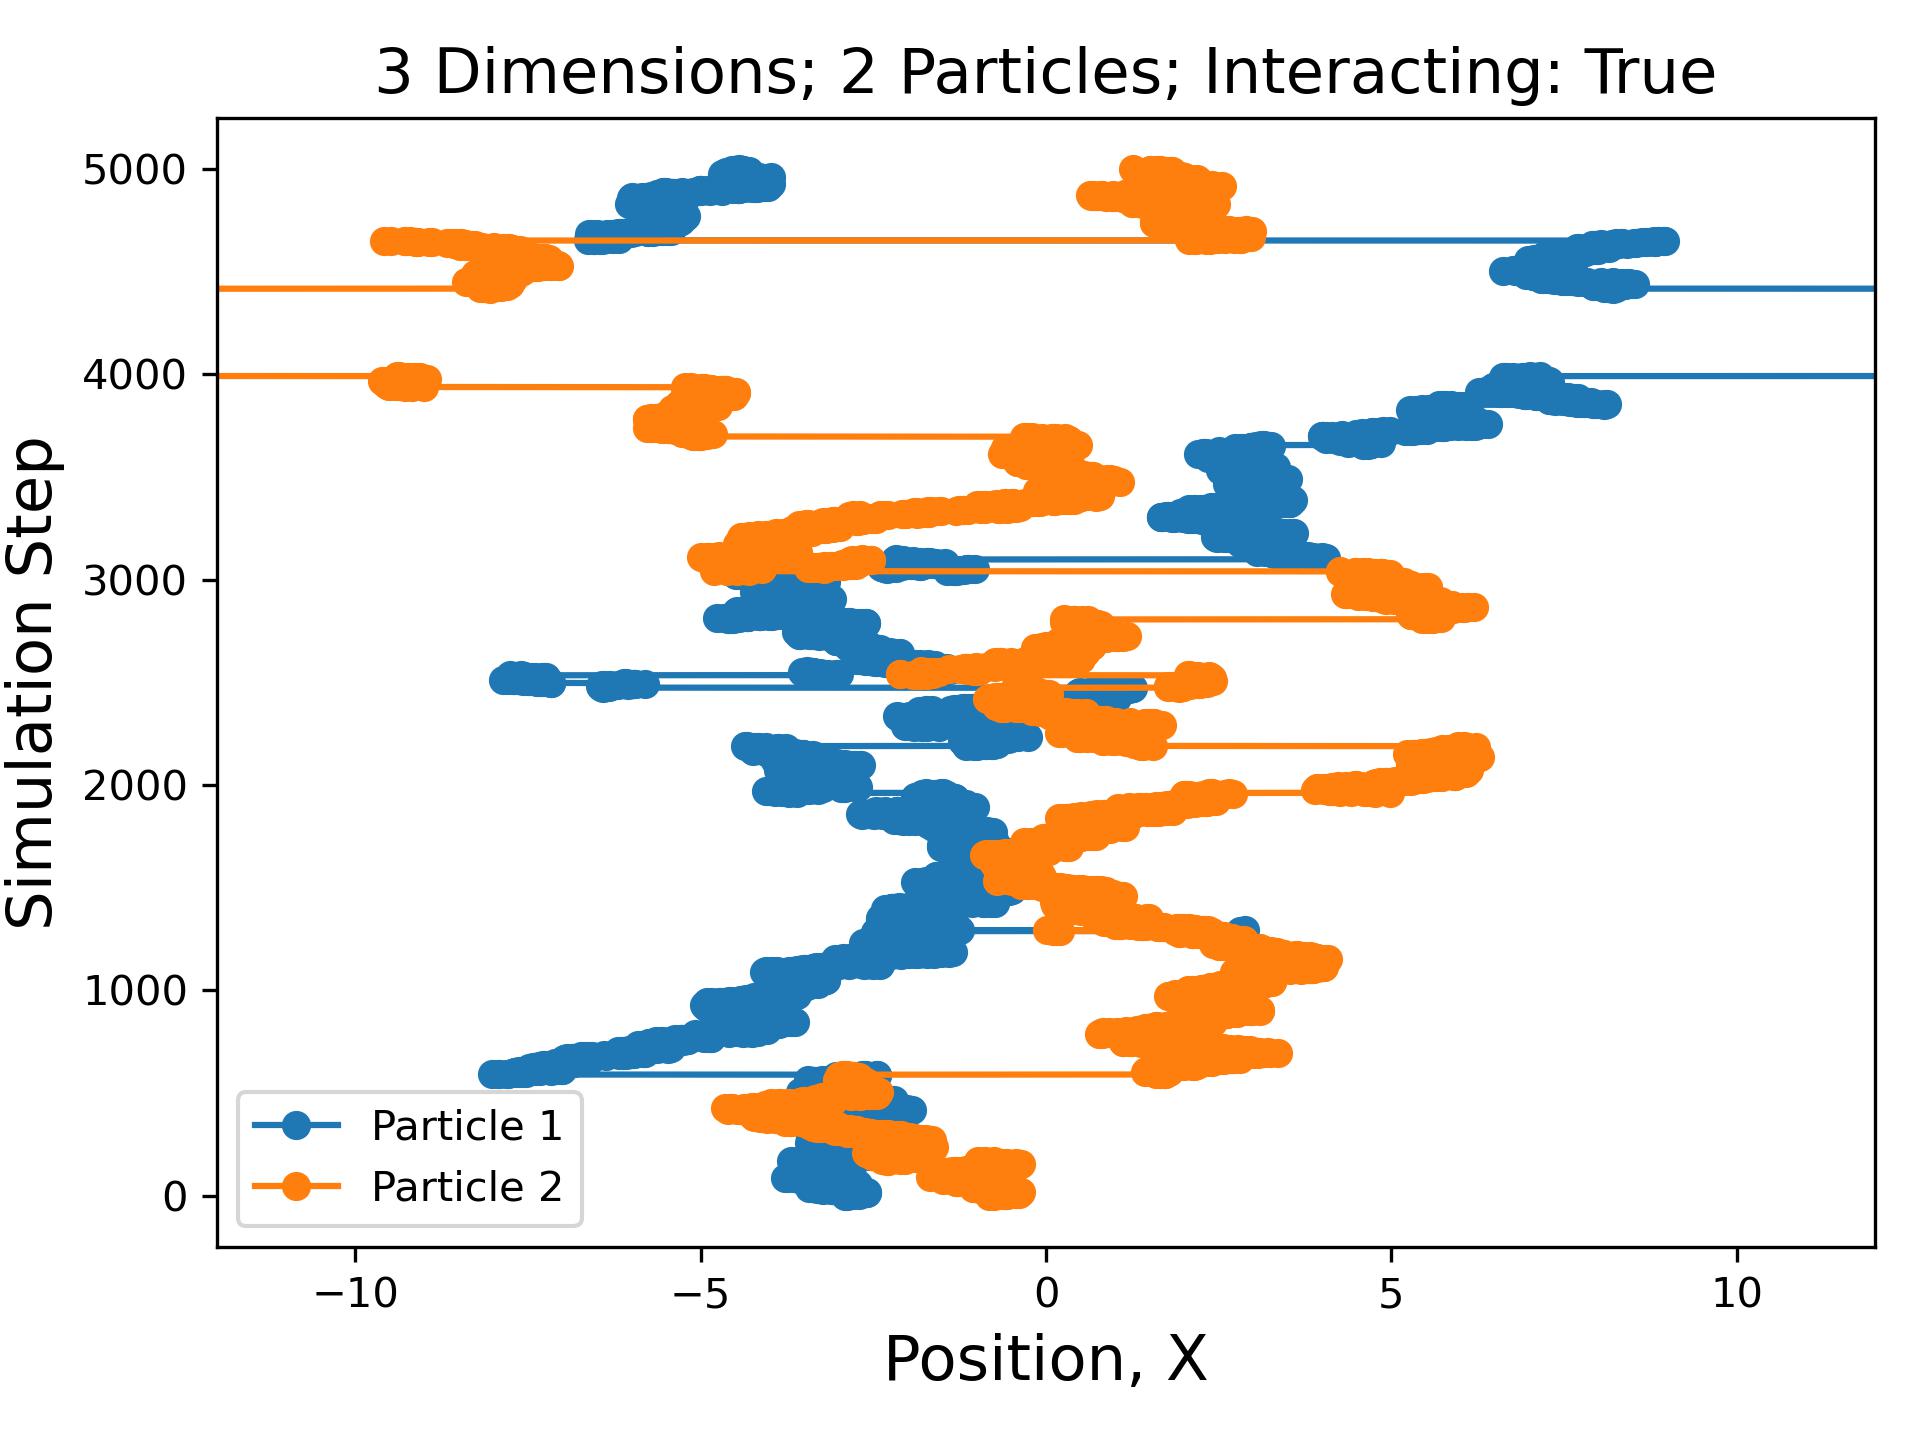 3 Dimensions; 2 Particles; Interacting: True
Simulation Step
5000
4000
3000
2000
1000
0
Particle 1
Particle 2
−10
−5
0
5
10
Position, X